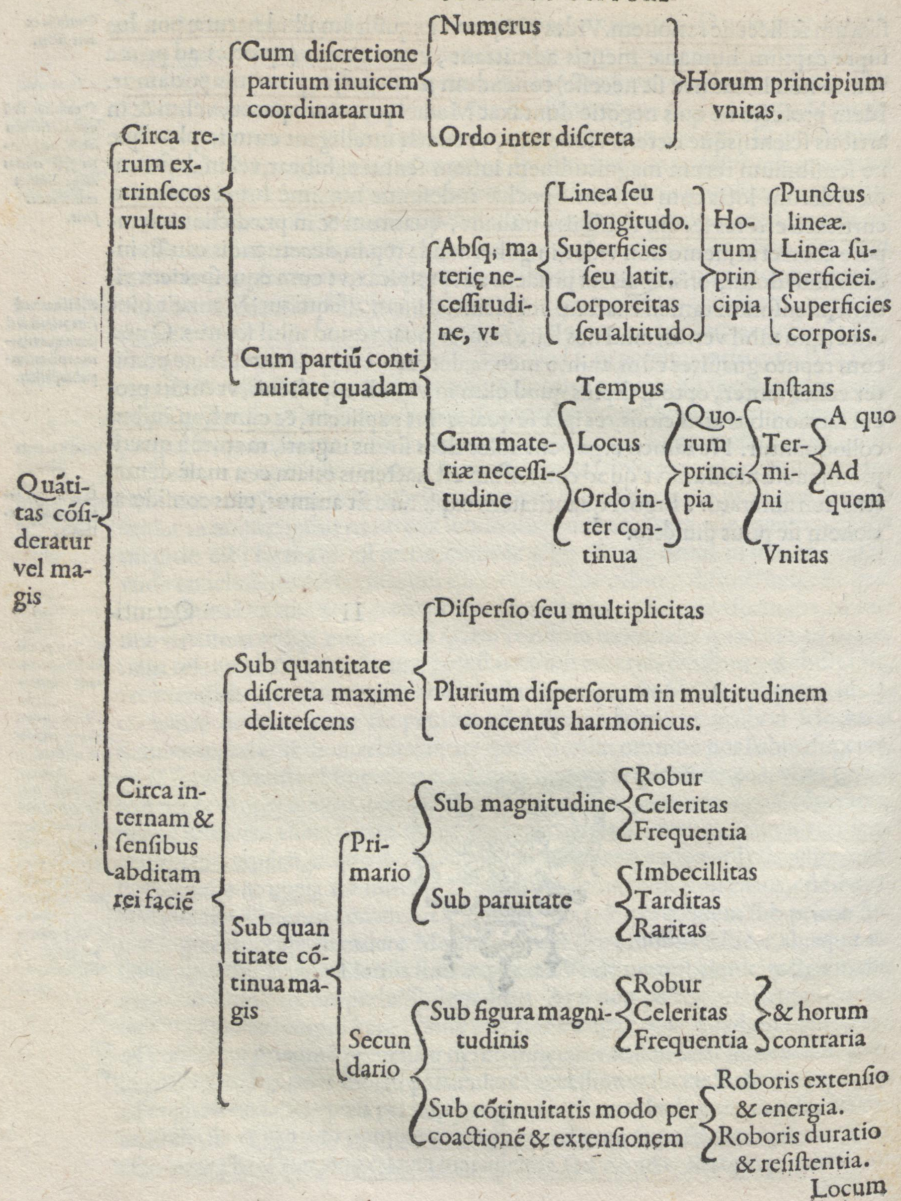 Quãti-
tas cõſi-
deratur
vel ma-
gis
Circa re-
rum ex-
trinſecos
vultus
Cum diſcretione
partium inuicem
coordinatarum
Numerus
Ordo inter diſcreta
Horum principium
vnitas.
Cum partiũ conti
nuitate quadam
Abſq; ma
terię ne-
ceſſitudi-
ne, vt
Linea ſeu
longitudo.
Superficies
ſeu latit.
Corporeitas
ſeu altitudo
Ho-
rum
prin
cipia
Punctus
lineæ.
Linea ſu-
perficiei.
Superficies
corporis.
Cum mate-
riæ neceſſi-
tudine
Tempus
Locus
Ordo in-
ter con-
tinua
Quo-
rum
princi
pia
Inſtans
Ter-
mi-
ni
A quo
Ad
quem
Vnitas
Circa in-
ternam &
ſenſibus
abditam
rei faciẽ
Sub quantitate
diſcreta maximè
deliteſcens
Diſperſio ſeu multiplicitas
Plurium diſperſorum in multitudinem
concentus harmonicus.
Sub quan
titate cõ-
tinua ma-
gis
Pri-
mario
Sub magnitudine
Robur
Celeritas
Frequentia
Sub paruitate
Imbecillitas
Tarditas
Raritas
Secun
dario
Sub figura magni-
tudinis
Robur
Celeritas
Frequentia
& horum
contraria
Sub cõtinuitatis modo per
coactionẽ & extenſionem
Roboris extenſio
& energia.
Roboris duratio
& reſiſtentia.
Locum